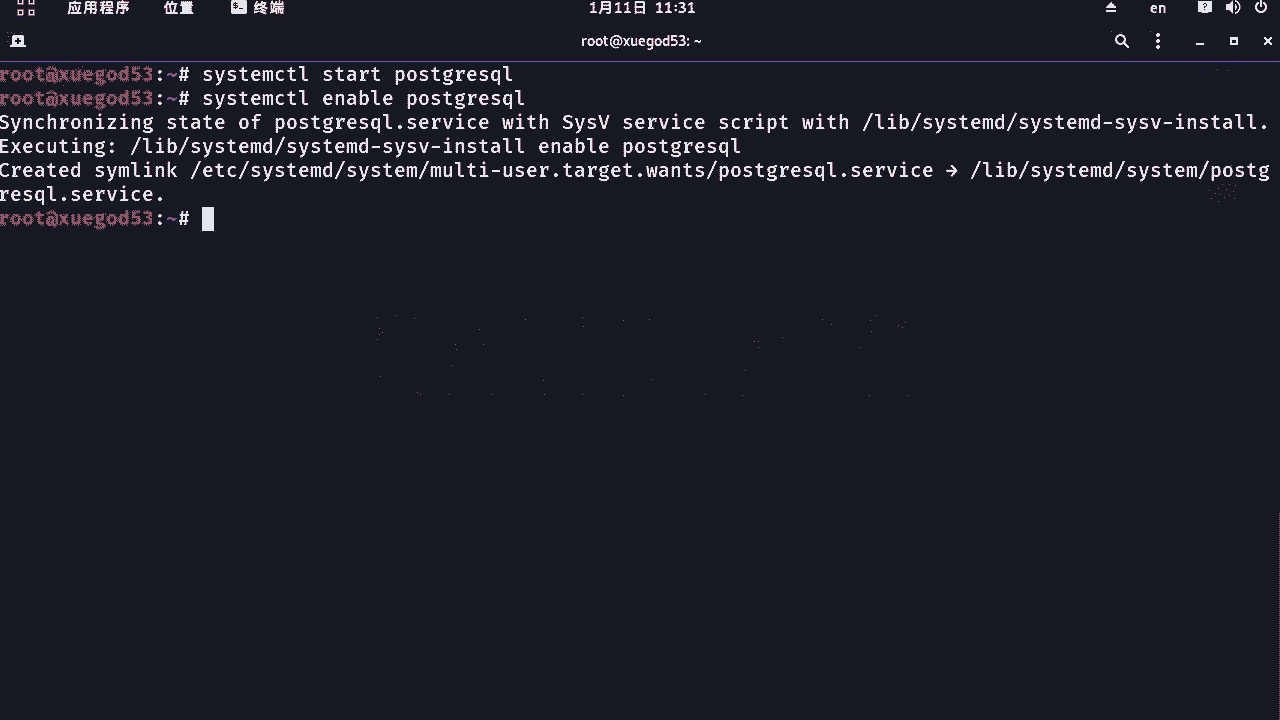 应用程序 位置 终端 1月11日 11:31 en
root@xuegod53: ~
root@xuegod53:~# systemctl start postgresql
root@xuegod53:~# systemctl enable postgresql
Synchronizing state of postgresql.service with SysV service script with /lib/systemd/systemd-sysv-install.
Executing: /lib/systemd/systemd-sysv-install enable postgresql
Created symlink /etc/systemd/system/multi-user.target.wants/postgresql.service → /lib/systemd/system/postg
resql.service.
root@xuegod53:~#